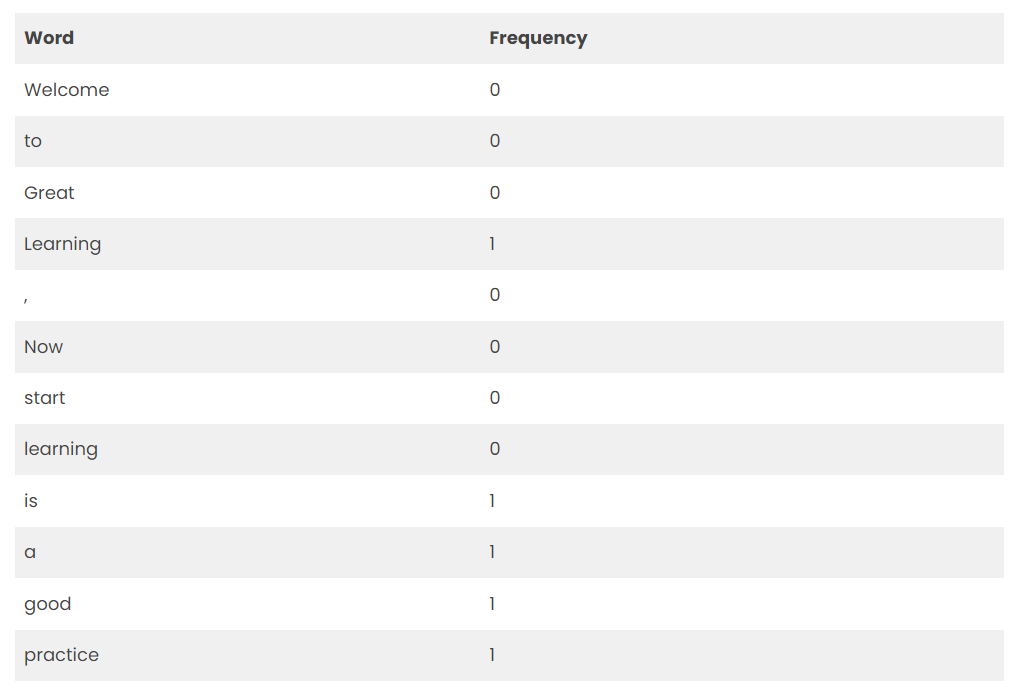 Word Frequency
Welcome 0
to 0
Great 0
Learning 1
, 0
Now 0
start 0
learning 0
is 1
a 1
good 1
practice 1